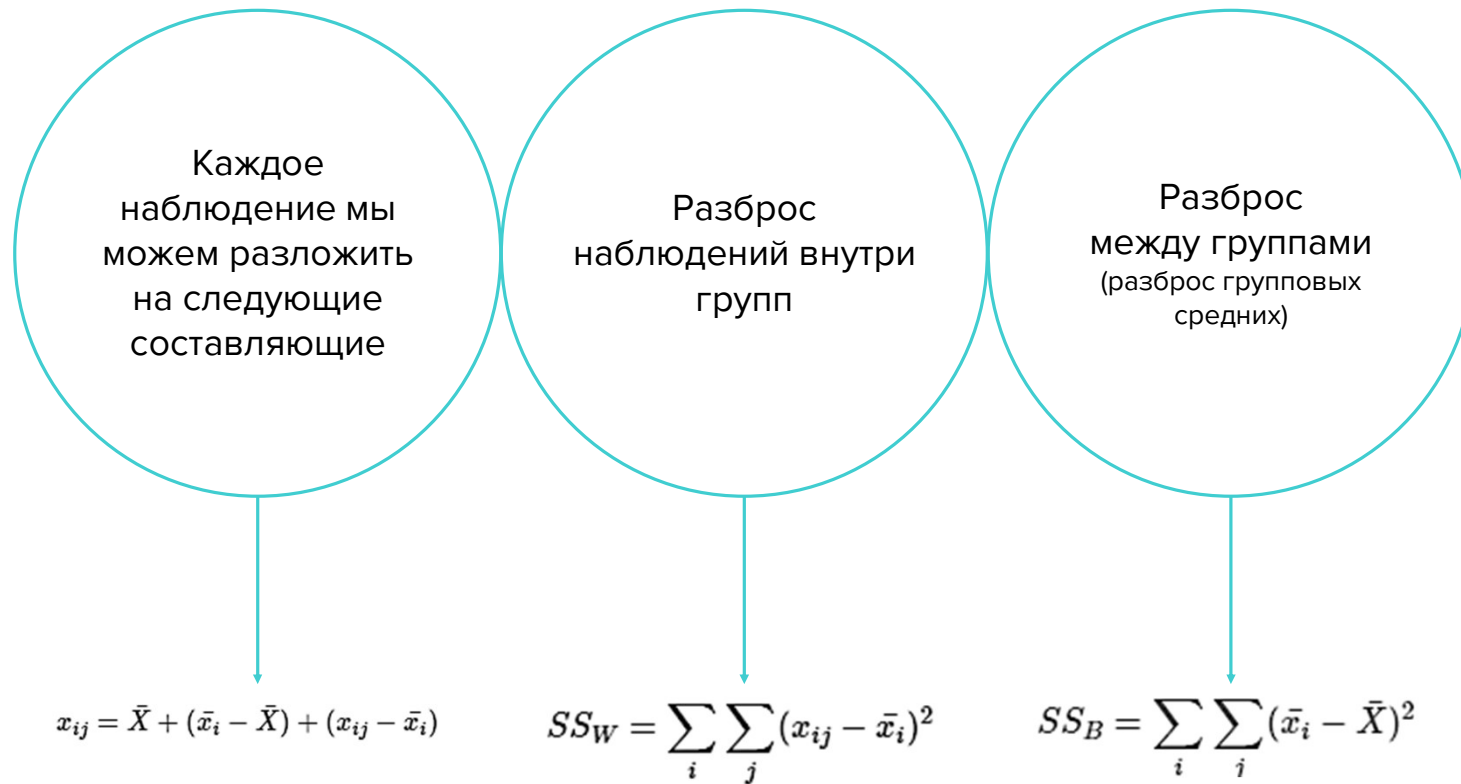 Каждое
наблюдение мы
можем разложить
на следующие
составляющие
Разброс
наблюдений внутри
групп
Разброс
между группами
(разброс групповых
средних)
$x_{ij} = \bar{X} + (\bar{x}_i - \bar{X}) + (x_{ij} - \bar{x}_i)$
$SS_W = \sum_i \sum_j (x_{ij} - \bar{x}_i)^2$
$SS_B = \sum_i \sum_j (\bar{x}_i - \bar{X})^2$